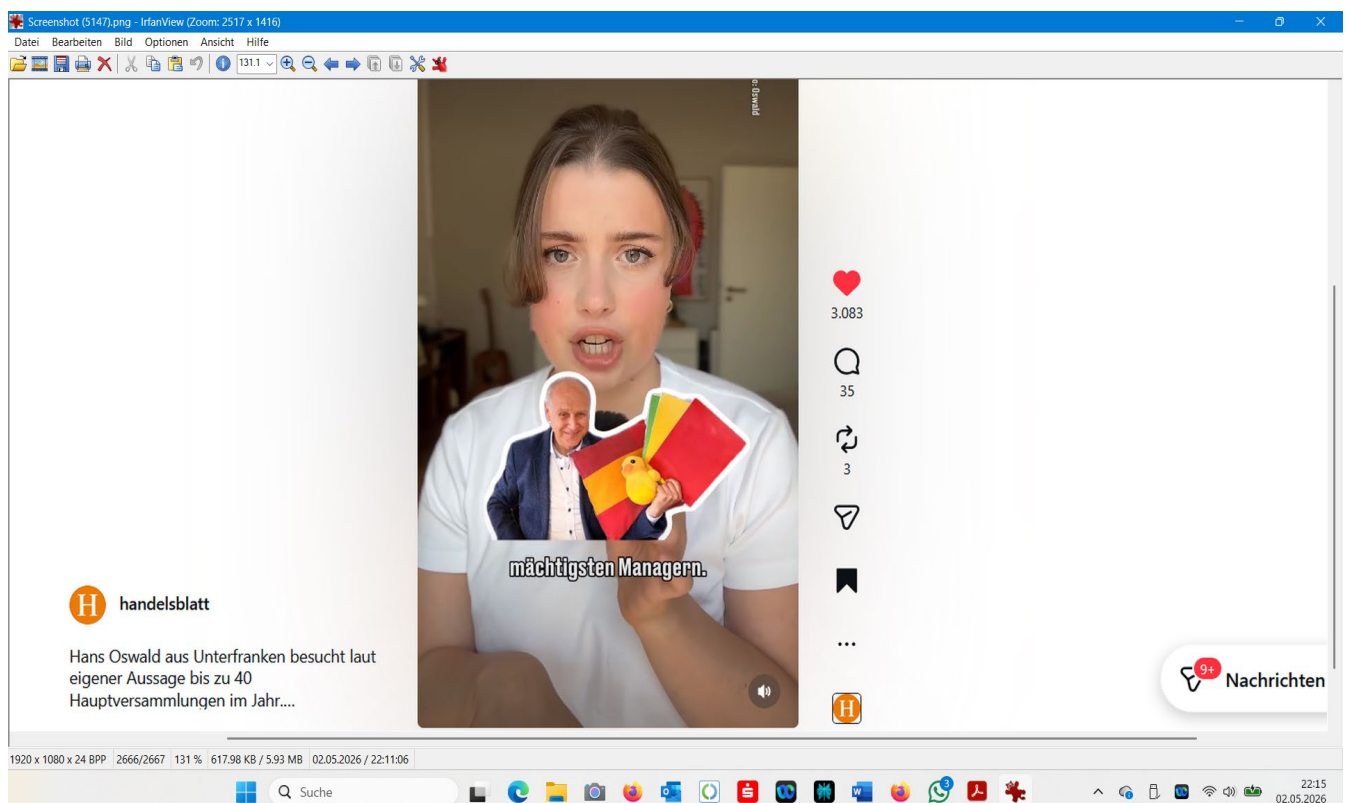 Screenshot (5147).png - IrfanView (Zoom: 2517 x 1416)
Datei Bearbeiten Bild Optionen Ansicht Hilfe
131.1
: Oswald
3.083
35
3
mächtigsten Managern.
H handelsblatt
Hans Oswald aus Unterfranken besucht laut
eigener Aussage bis zu 40
Hauptversammlungen im Jahr....
9+
Nachrichten
H
1920 x 1080 x 24 BPP 2666/2667 131 % 617.98 KB / 5.93 MB 02.05.2026 / 22:11:06
Suche
3
22:15
02.05.2026